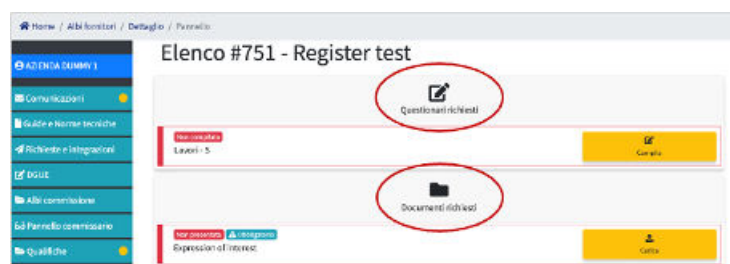 Home / Albi fornitori / Dettaglio / Pannello
Elenco #751 - Register test
AZIENDA DUMMY 1
Comunicazioni
Guide e Norme tecniche
Richieste e integrazioni
DGUE
Albi commissione
Pannello commissario
Qualifiche
Questionari richiesti
Non compilato
Lavori - S
Compila
Documenti richiesti
Non presentato Obbligatorio
Expression of interest
Carica